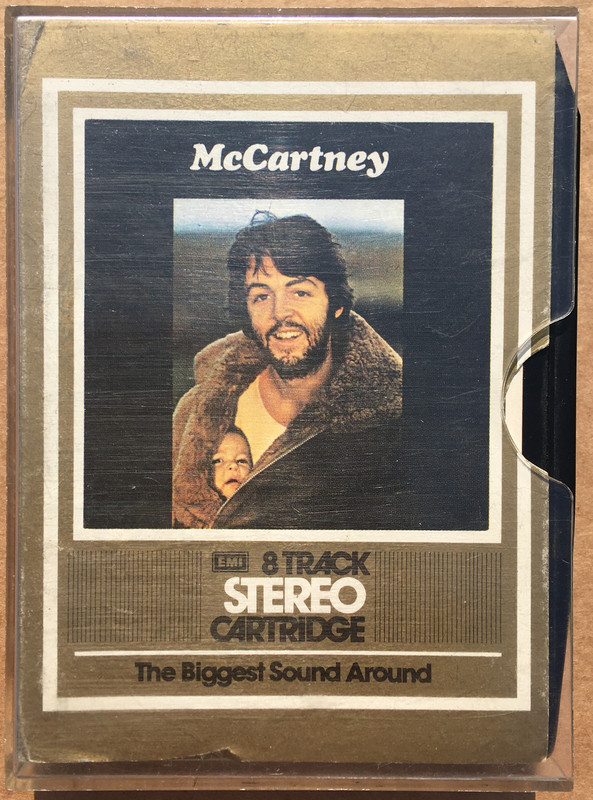 McCartney
EMI 8 TRACK
STEREO
CARTRIDGE
The Biggest Sound Around